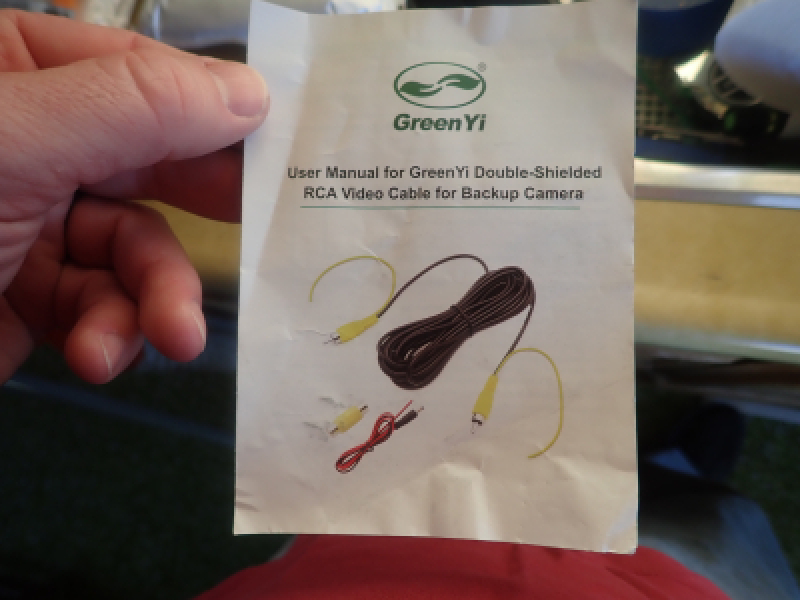 GreenYi
User Manual for GreenYi Double-Shielded
RCA Video Cable for Backup Camera